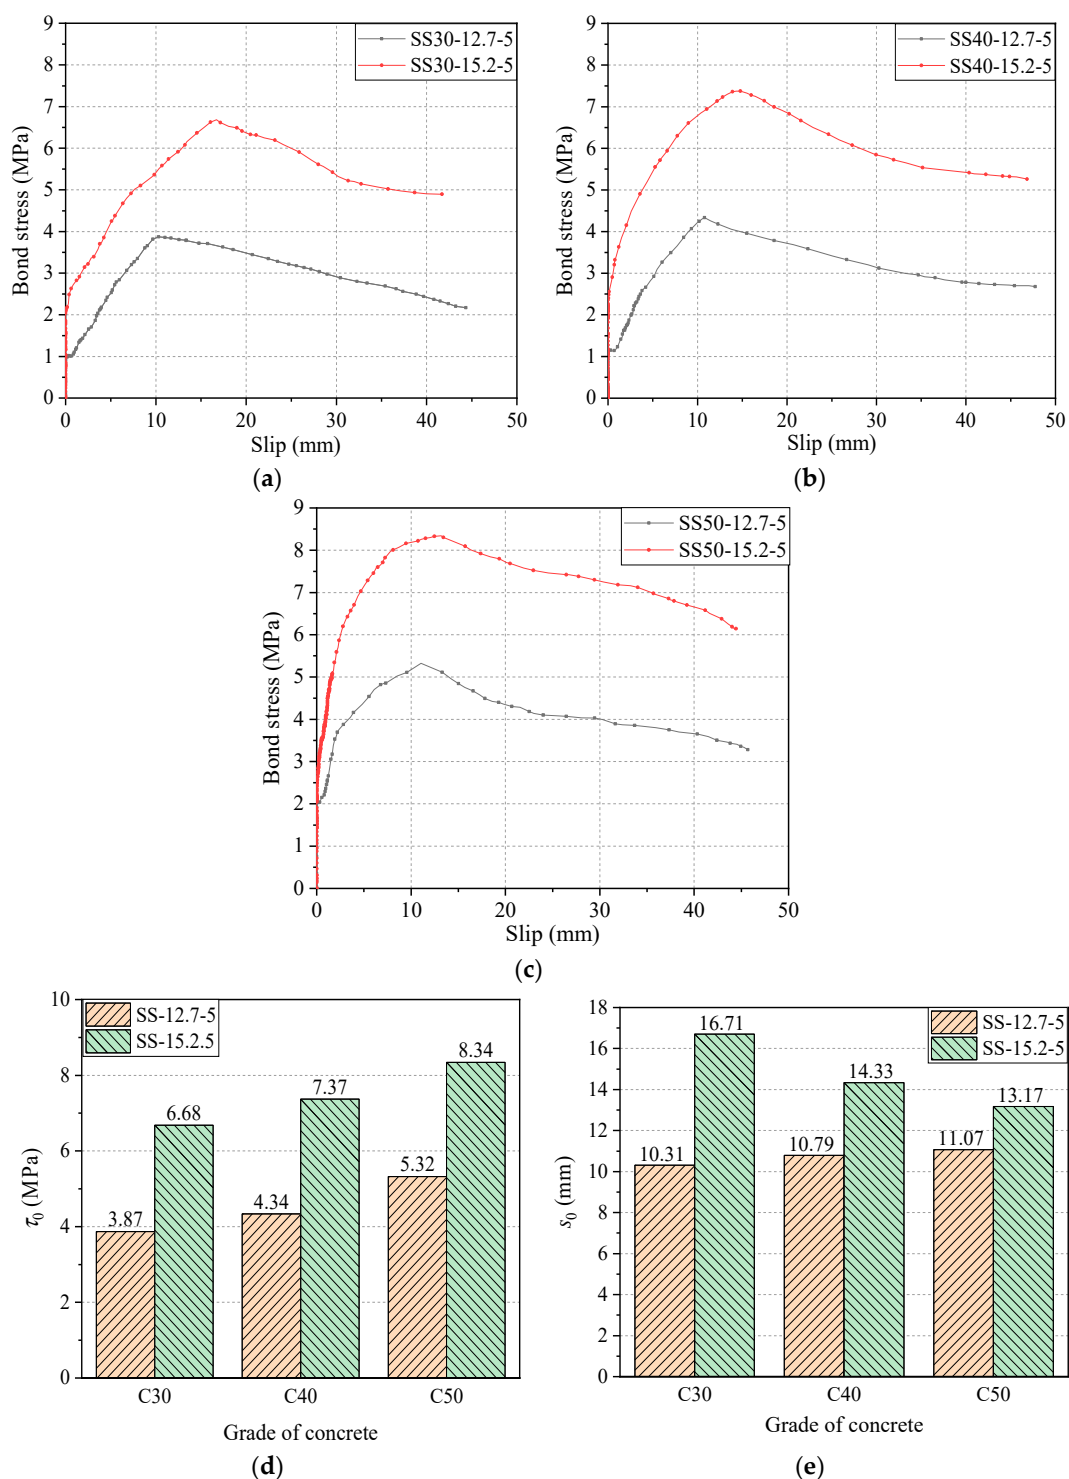 SS30-12.7-5
SS30-15.2-5
9
8
7
6
5
4
3
2
1
0
Bond stress (MPa)
0 10 20 30 40 50
Slip (mm)
(a)
SS40-12.7-5
SS40-15.2-5
9
8
7
6
5
4
3
2
1
0
Bond stress (MPa)
0 10 20 30 40 50
Slip (mm)
(b)
SS50-12.7-5
SS50-15.2-5
9
8
7
6
5
4
3
2
1
0
Bond stress (MPa)
0 10 20 30 40 50
Slip (mm)
(c)
SS-12.7-5
SS-15.2.5
10
8
6
4
2
0
τ0 (MPa)
3.87
6.68
4.34
7.37
5.32
8.34
C30 C40 C50
Grade of concrete
(d)
SS-12.7-5
SS-15.2-5
18
16
14
12
10
8
6
4
2
0
s0 (mm)
10.31
16.71
10.79
14.33
11.07
13.17
C30 C40 C50
Grade of concrete
(e)